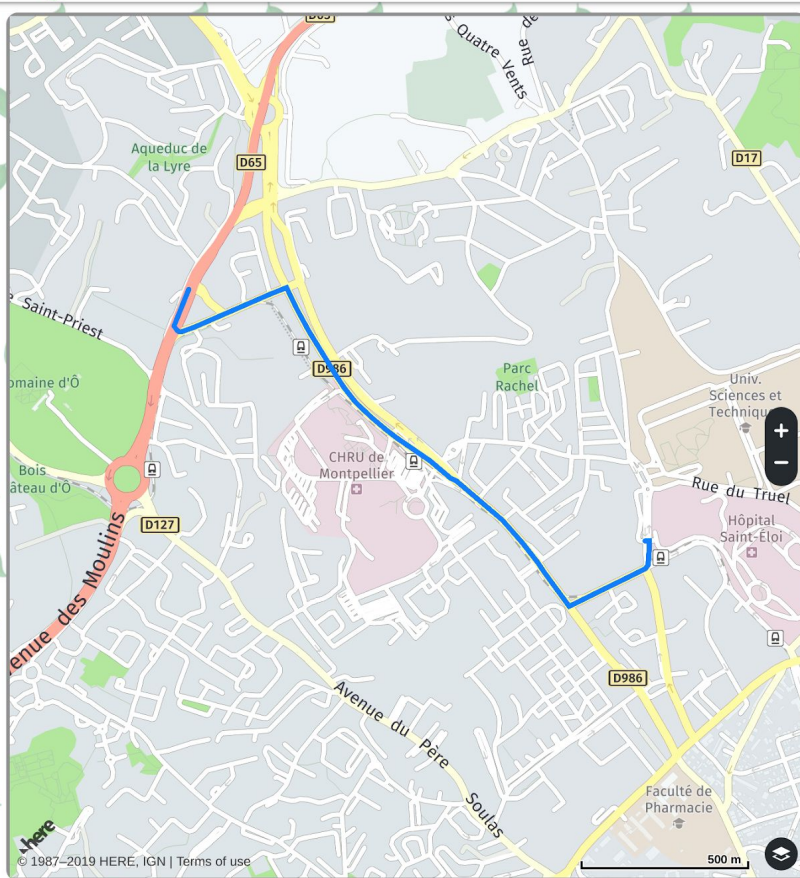 D65
Quatre Vents
Rue de
Aqueduc de
la Lyre
D65
D17
Saint-Priest
D986
Parc
Rachel
omaine d'Ô
Univ.
Sciences et
Techniqu
+
−
CHRU de
Montpellier
Bois
âteau d'Ô
Rue du Truel
D127
Hôpital
Saint-Éloi
enue des Moulins
D986
Avenue du Père
Soulas
Faculté de
Pharmacie
here
© 1987–2019 HERE, IGN | Terms of use
500 m